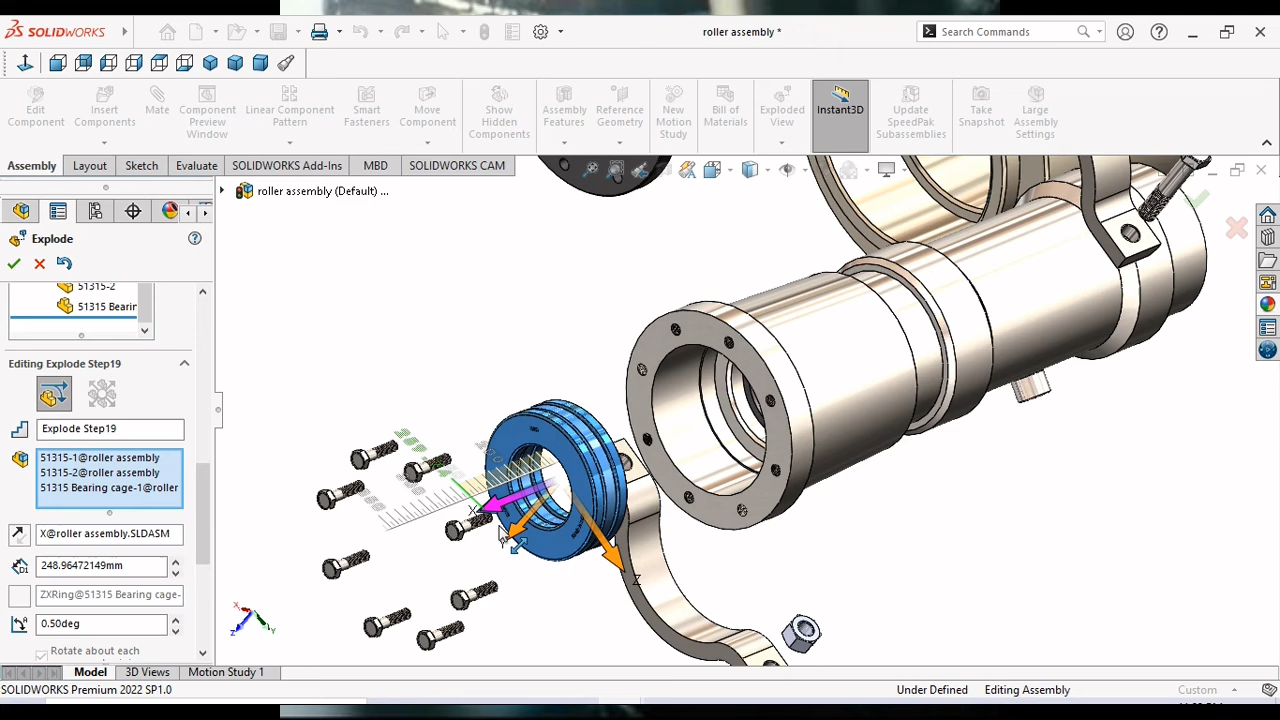 SOLIDWORKS
roller assembly *
Search Commands
Edit Component
Insert Components
Mate
Component Preview Window
Linear Component Pattern
Smart Fasteners
Move Component
Show Hidden Components
Assembly Features
Reference Geometry
New Motion Study
Bill of Materials
Exploded View
Instant3D
Update SpeedPak Subassemblies
Take Snapshot
Large Assembly Settings
Assembly
Layout
Sketch
Evaluate
SOLIDWORKS Add-Ins
MBD
SOLIDWORKS CAM
roller assembly (Default) ...
Explode
51315-2
51315 Bearin
Editing Explode Step19
Explode Step19
51315-1@roller assembly
51315-2@roller assembly
51315 Bearing cage-1@roller
X@roller assembly.SLDASM
248.96472149mm
ZXRing@51315 Bearing cage-
0.50deg
Rotate about each
X
Z
X
Y
Z
Model
3D Views
Motion Study 1
SOLIDWORKS Premium 2022 SP1.0
Under Defined
Editing Assembly
Custom